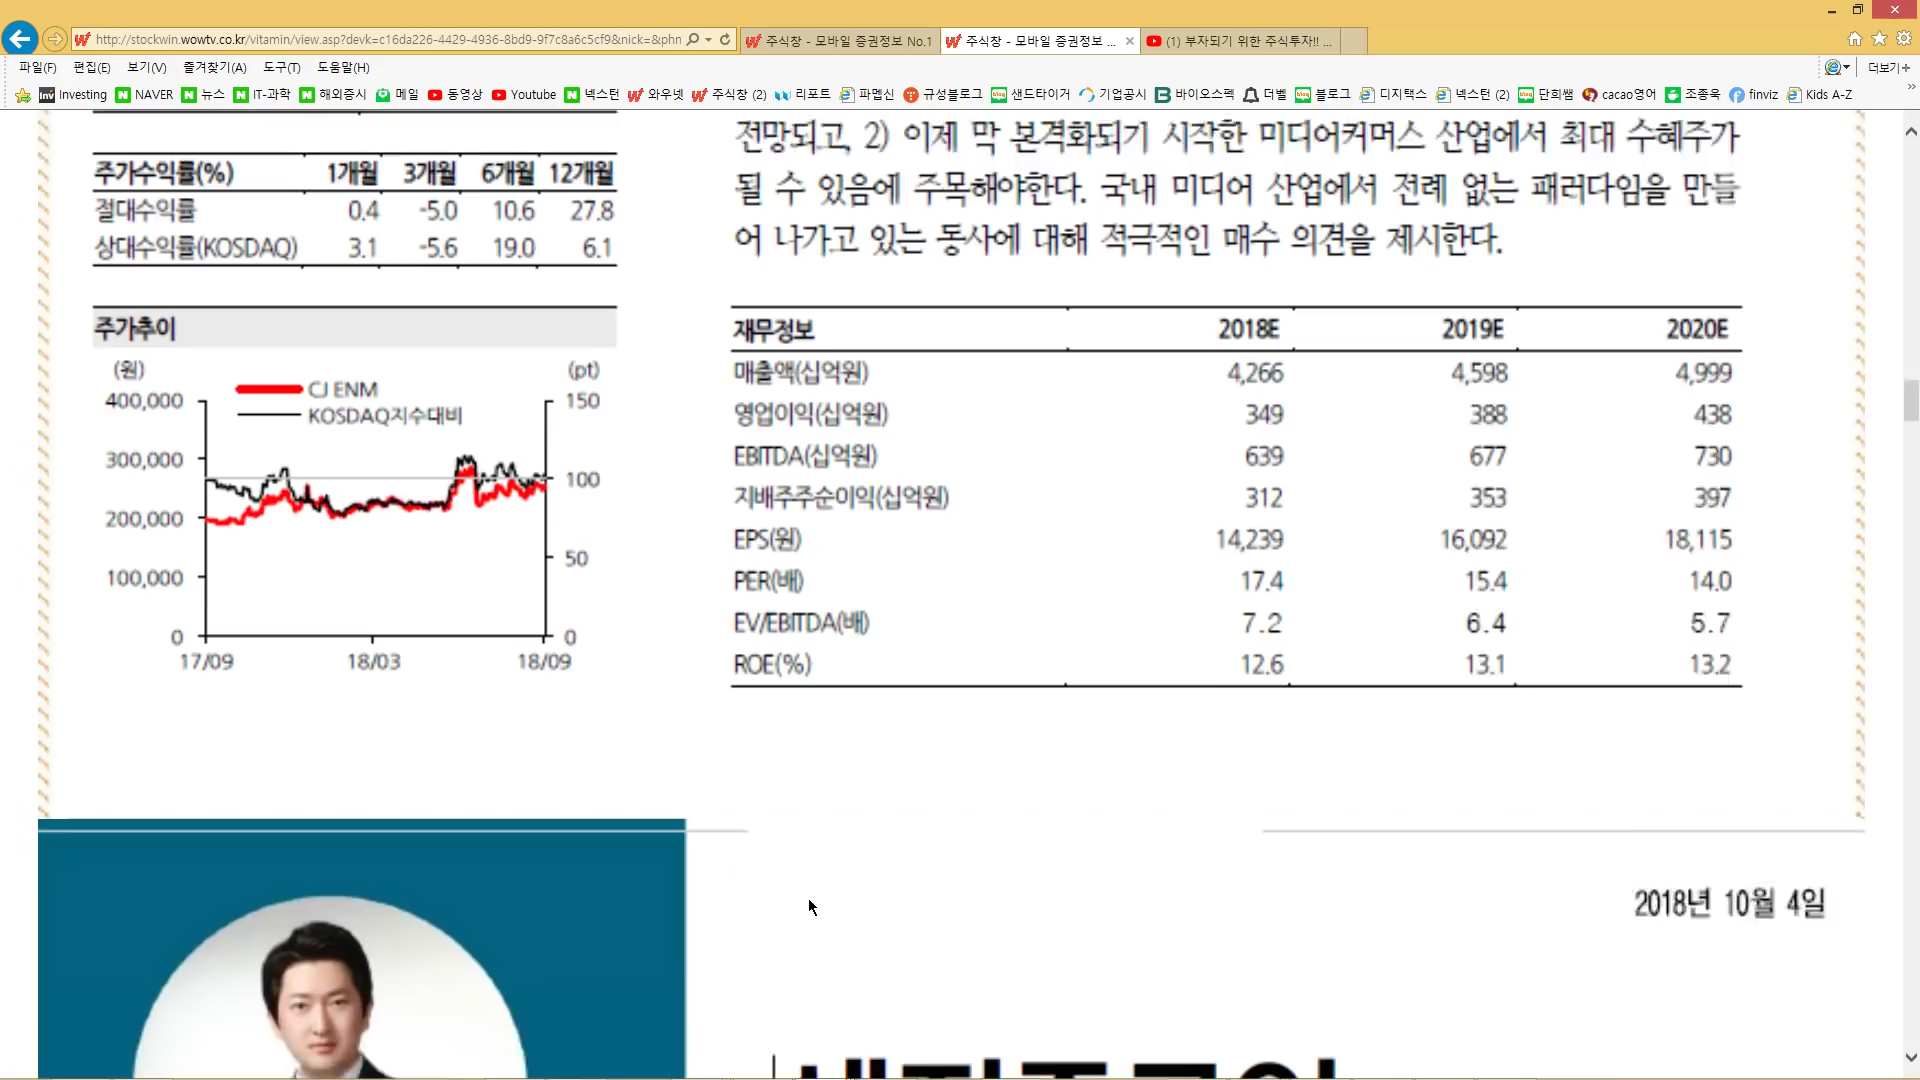 http://stockwin.wowtv.co.kr/vitamin/view.asp?devk=c16da226-4429-4936-8bd9-9f7c8a6c5cf9&nick=&phn
주식창 - 모바일 증권정보 No.1
주식창 - 모바일 증권정보 ...
(1) 부자되기 위한 주식투자!! ...
파일(F) 편집(E) 보기(V) 즐겨찾기(A) 도구(T) 도움말(H)
더보기
Investing NAVER 뉴스 IT-과학 해외증시 메일 동영상 Youtube 넥스턴 와우넷 주식창 (2) 리포트 파멥신 규성블로그 샌드타이거 기업공시 바이오스펙 더벨 블로그 디지택스 넥스턴 (2) 단희쌤 cacao영어 조종옥 finviz Kids A-Z
주가수익률(%) 1개월 3개월 6개월 12개월
절대수익률 0.4 -5.0 10.6 27.8
상대수익률(KOSDAQ) 3.1 -5.6 19.0 6.1
주가추이
(원) (pt)
CJ ENM
KOSDAQ지수대비
400,000 150
300,000 100
200,000
100,000 50
0 0
17/09 18/03 18/09
전망되고, 2) 이제 막 본격화되기 시작한 미디어커머스 산업에서 최대 수혜주가
될 수 있음에 주목해야한다. 국내 미디어 산업에서 전례 없는 패러다임을 만들
어 나가고 있는 동사에 대해 적극적인 매수 의견을 제시한다.
재무정보 2018E 2019E 2020E
매출액(십억원) 4,266 4,598 4,999
영업이익(십억원) 349 388 438
EBITDA(십억원) 639 677 730
지배주주순이익(십억원) 312 353 397
EPS(원) 14,239 16,092 18,115
PER(배) 17.4 15.4 14.0
EV/EBITDA(배) 7.2 6.4 5.7
ROE(%) 12.6 13.1 13.2
2018년 10월 4일